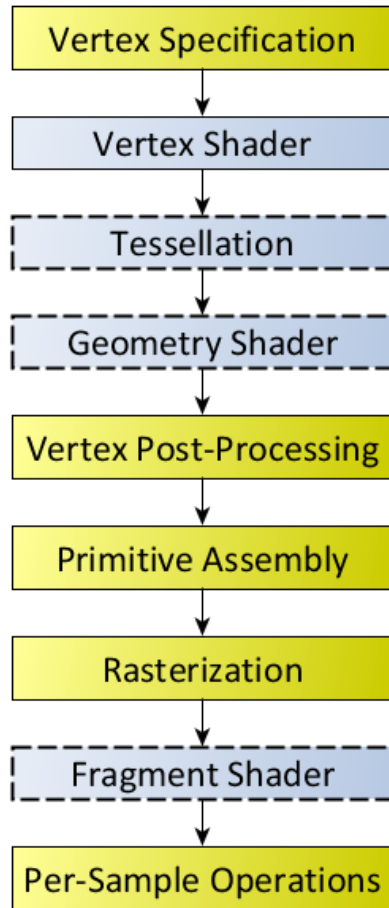 Vertex Specification
Vertex Shader
Tessellation
Geometry Shader
Vertex Post-Processing
Primitive Assembly
Rasterization
Fragment Shader
Per-Sample Operations